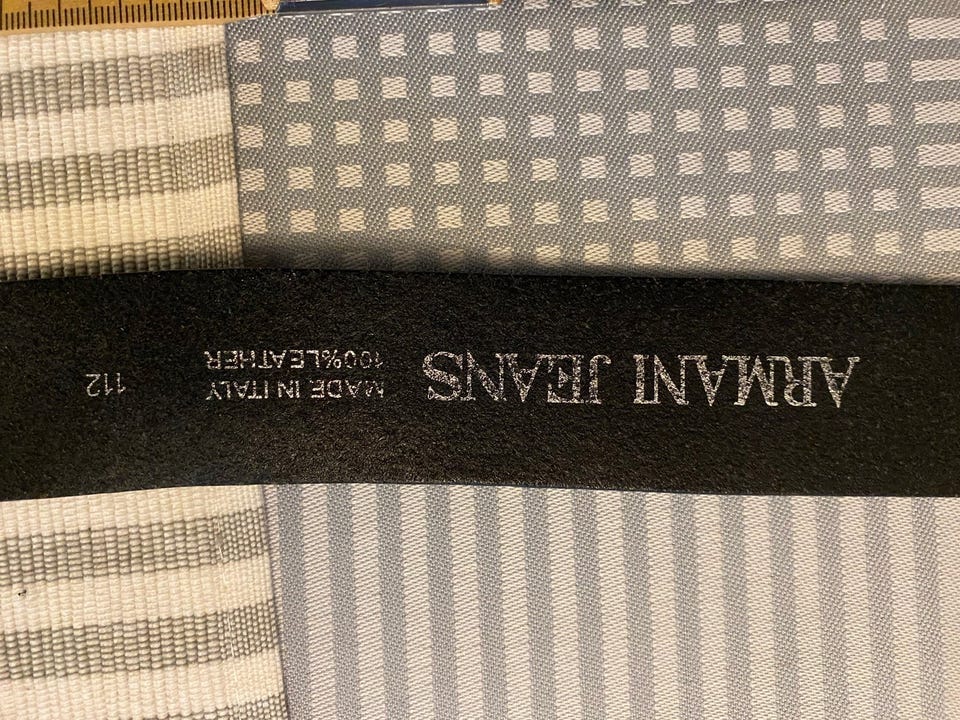 ARMANI JEANS
MADE IN ITALY
100%LEATHER
112